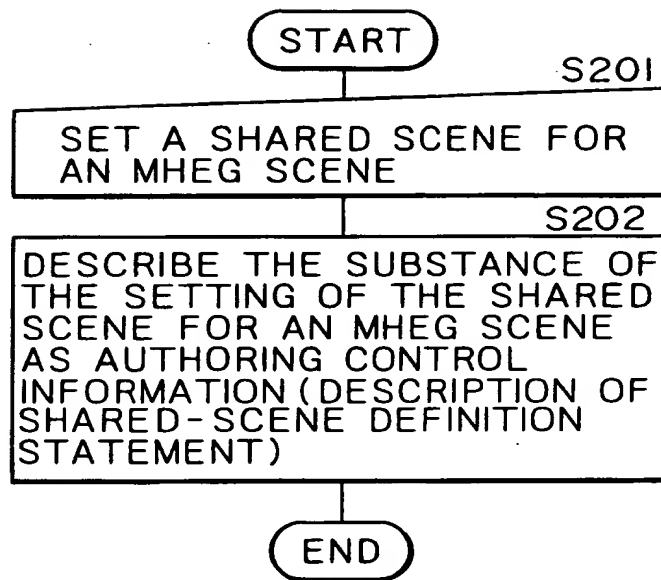 START
S201
SET A SHARED SCENE FOR
AN MHEG SCENE
S202
DESCRIBE THE SUBSTANCE OF
THE SETTING OF THE SHARED
SCENE FOR AN MHEG SCENE
AS AUTHORING CONTROL
INFORMATION (DESCRIPTION OF
SHARED-SCENE DEFINITION
STATEMENT)
END